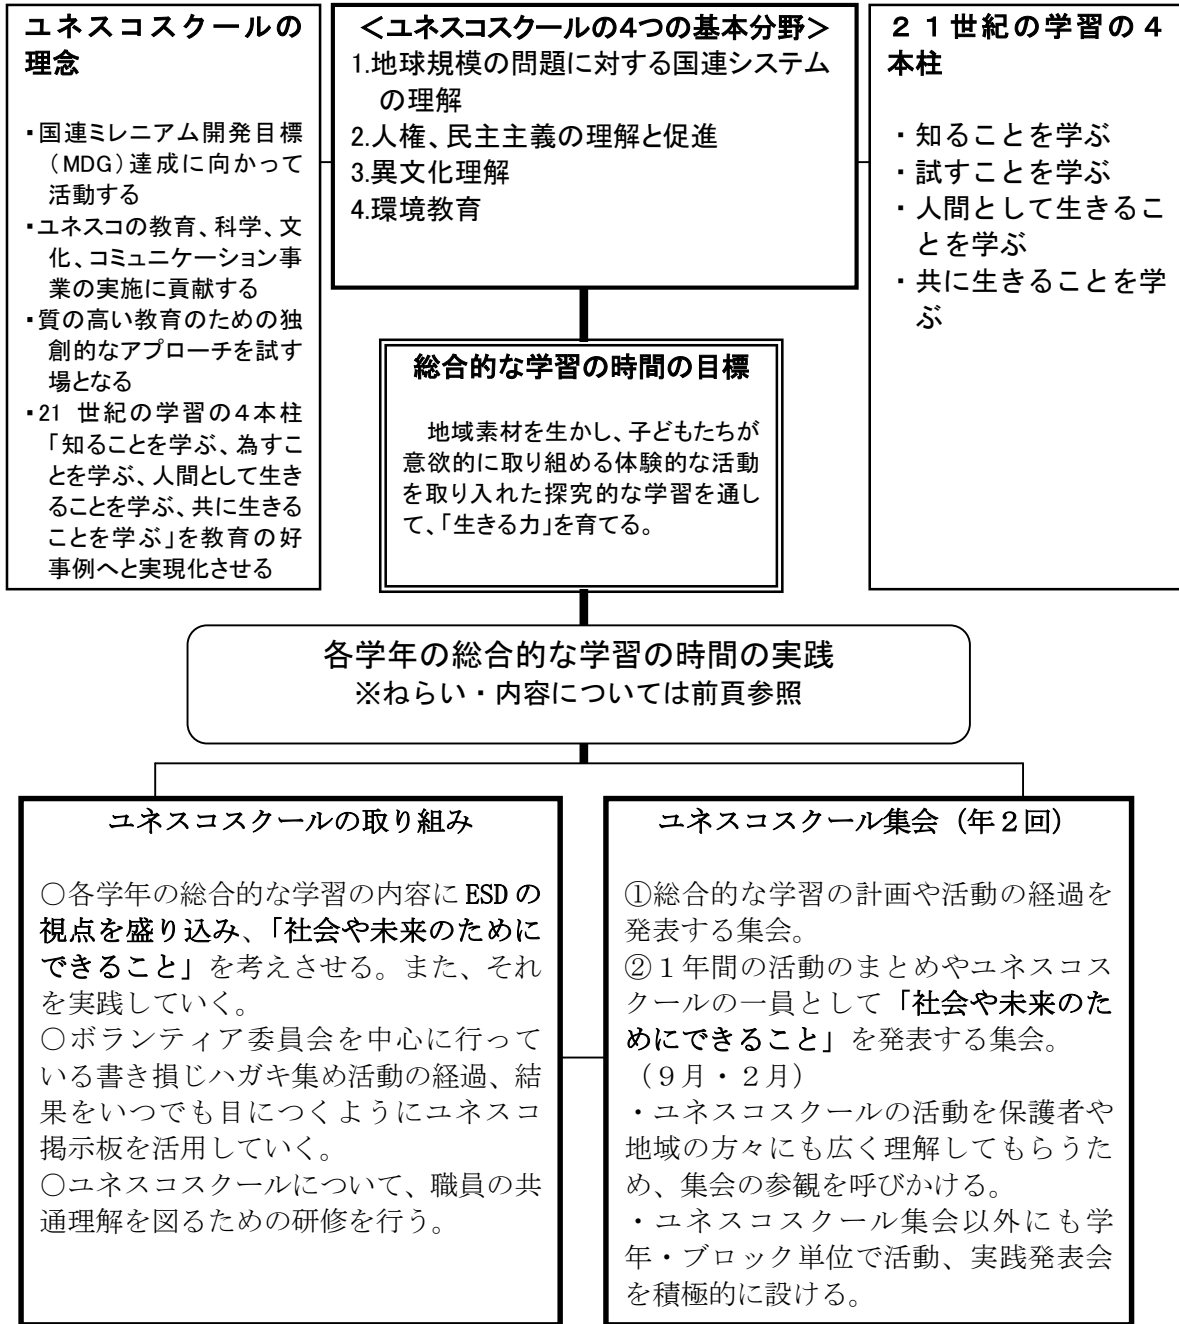 ユネスコスクールの
理念
・国連ミレニアム開発目標
（MDG）達成に向かって
活動する
・ユネスコの教育、科学、文
化、コミュニケーション事
業の実施に貢献する
・質の高い教育のための独
創的なアプローチを試す
場となる
・21 世紀の学習の４本柱
「知ることを学ぶ、為すこ
とを学ぶ、人間として生き
ることを学ぶ、共に生きる
ことを学ぶ」を教育の好
事例へと実現化させる
＜ユネスコスクールの4つの基本分野＞
1.地球規模の問題に対する国連システム
の理解
2.人権、民主主義の理解と促進
3.異文化理解
4.環境教育
２１世紀の学習の４
本柱
・知ることを学ぶ
・試すことを学ぶ
・人間として生きるこ
とを学ぶ
・共に生きることを学
ぶ
総合的な学習の時間の目標
地域素材を生かし、子どもたちが
意欲的に取り組める体験的な活動
を取り入れた探究的な学習を通し
て、「生きる力」を育てる。
各学年の総合的な学習の時間の実践
※ねらい・内容については前頁参照
ユネスコスクールの取り組み
○各学年の総合的な学習の内容に ESD の
視点を盛り込み、「社会や未来のために
できること」を考えさせる。また、それ
を実践していく。
○ボランティア委員会を中心に行って
いる書き損じハガキ集め活動の経過、結
果をいつでも目につくようにユネスコ
掲示板を活用していく。
○ユネスコスクールについて、職員の共
通理解を図るための研修を行う。
ユネスコスクール集会（年２回）
①総合的な学習の計画や活動の経過を
発表する集会。
②１年間の活動のまとめやユネスコス
クールの一員として「社会や未来のた
めにできること」を発表する集会。
（９月・２月）
・ユネスコスクールの活動を保護者や
地域の方々にも広く理解してもらうた
め、集会の参観を呼びかける。
・ユネスコスクール集会以外にも学
年・ブロック単位で活動、実践発表会
を積極的に設ける。